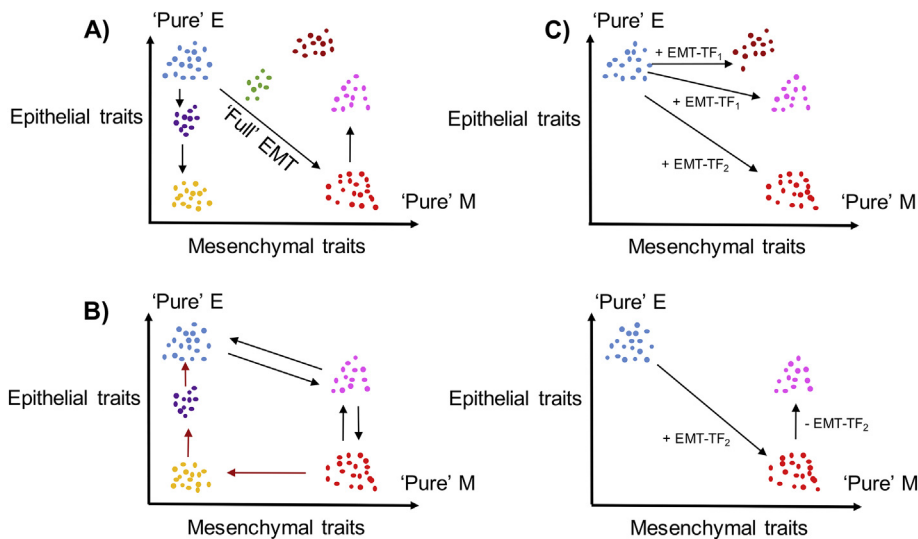 A)
'Pure' E
Epithelial traits
'Full' EMT
'Pure' M
Mesenchymal traits
C)
'Pure' E
+ EMT-TF₁
+ EMT-TF₁
Epithelial traits
+ EMT-TF₂
'Pure' M
Mesenchymal traits
B)
'Pure' E
Epithelial traits
'Pure' M
Mesenchymal traits
'Pure' E
Epithelial traits
+ EMT-TF₂
- EMT-TF₂
'Pure' M
Mesenchymal traits